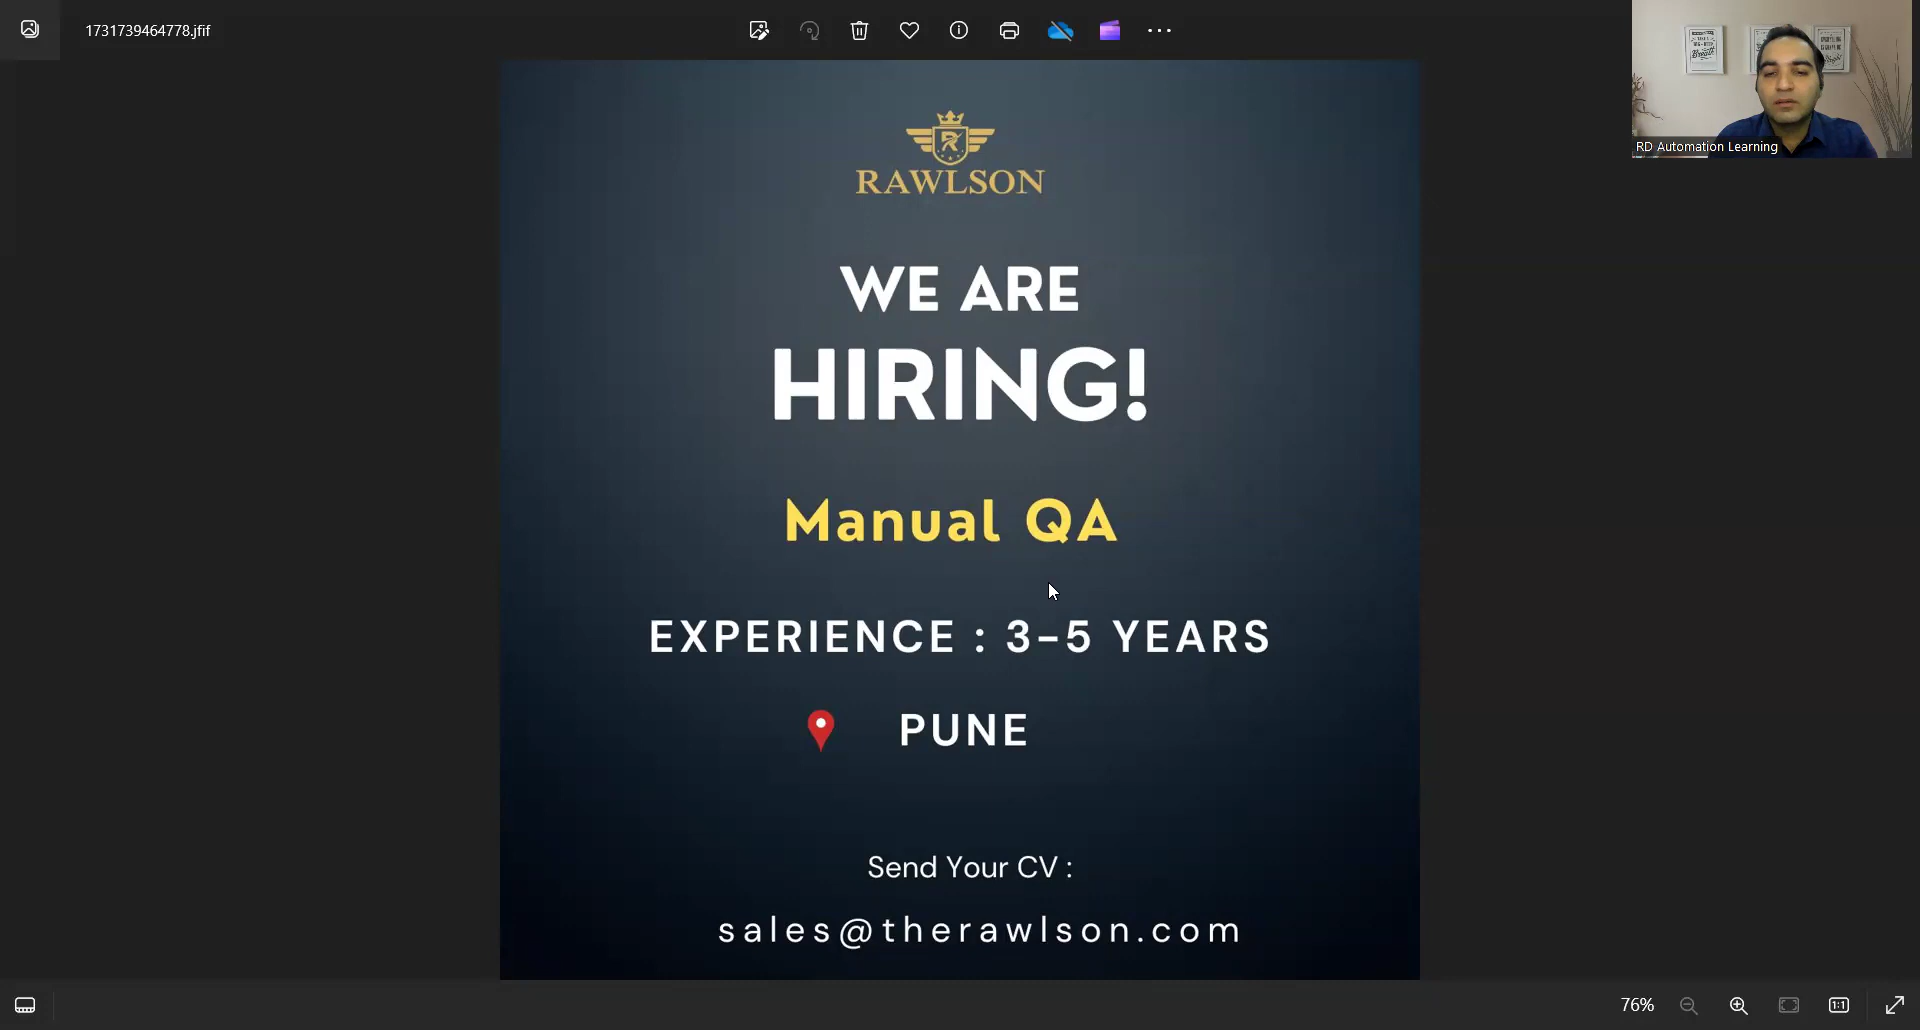 1731739464778.jfif
RD Automation Learning
RAWLSON
WE ARE
HIRING!
Manual QA
EXPERIENCE : 3-5 YEARS
PUNE
Send Your CV :
sales@therawlson.com
76%